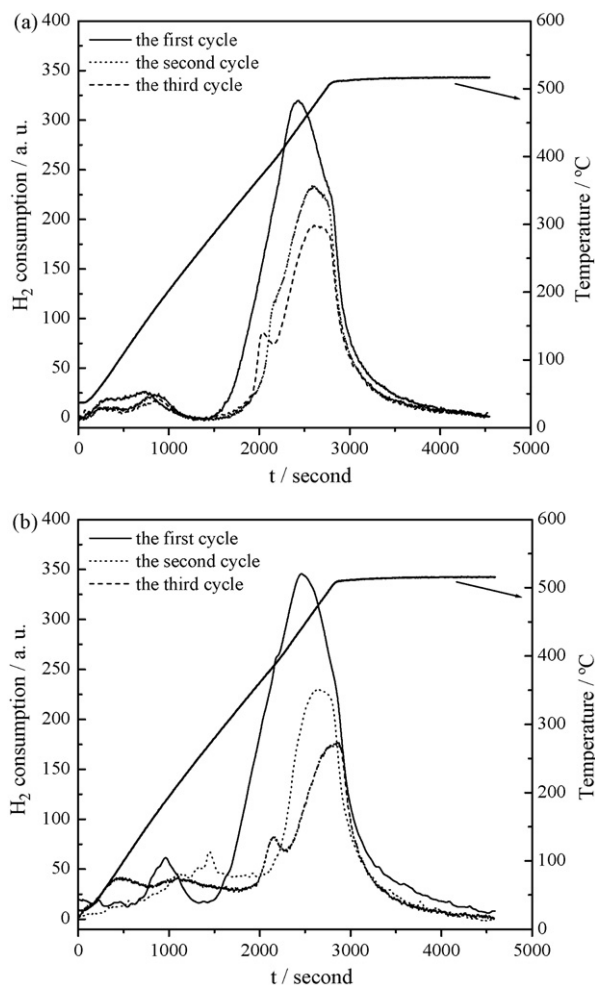 (a)
400
350
300
250
200
150
100
50
0
H₂ consumption / a. u.
the first cycle
the second cycle
the third cycle
600
500
400
300
200
100
0
Temperature / °C
0 1000 2000 3000 4000 5000
t / second
(b)
400
350
300
250
200
150
100
50
0
H₂ consumption / a. u.
the first cycle
the second cycle
the third cycle
600
500
400
300
200
100
0
Temperature / °C
0 1000 2000 3000 4000 5000
t / second